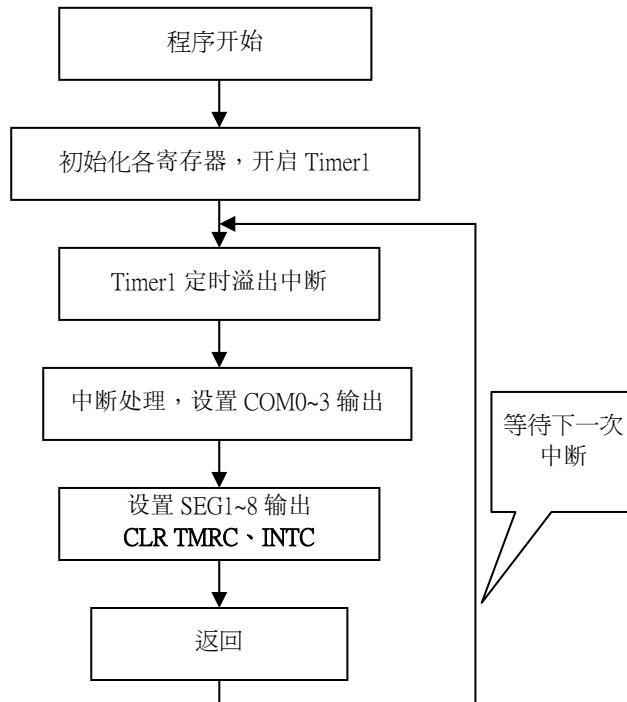 程序开始
初始化各寄存器，开启 Timer1
Timer1 定时溢出中断
中断处理，设置 COM0~3 输出
等待下一次
中断
设置 SEG1~8 输出
CLR TMRC、INTC
返回